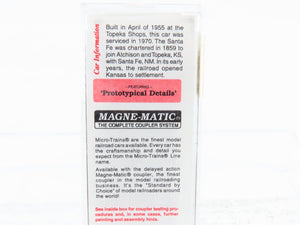 Car Information
Built in April of 1955 at the
Topeka Shops, this car was
serviced in 1970. The Santa
Fe was chartered in 1859 to
join Atchison and Topeka, KS,
with Santa Fe, NM. In its early
years, the railroad opened
Kansas to settlement.
- FEATURING -
'Prototypical Details'
MAGNE-MATIC®
THE COMPLETE COUPLER SYSTEM
Micro-Trains® are the finest model
railroad cars available. Every car has
the craftsmanship and detail you
expect from the Micro-Trains® Line
name.
Available with the delayed action
Magne-Matic® coupler, the finest
coupler in the model railroading
business. It's the "Standard by
Choice" of model railroaders around
the world!
See inside box for coupler testing pro-
cedures and, in some cases, further
painting and assembly hints.